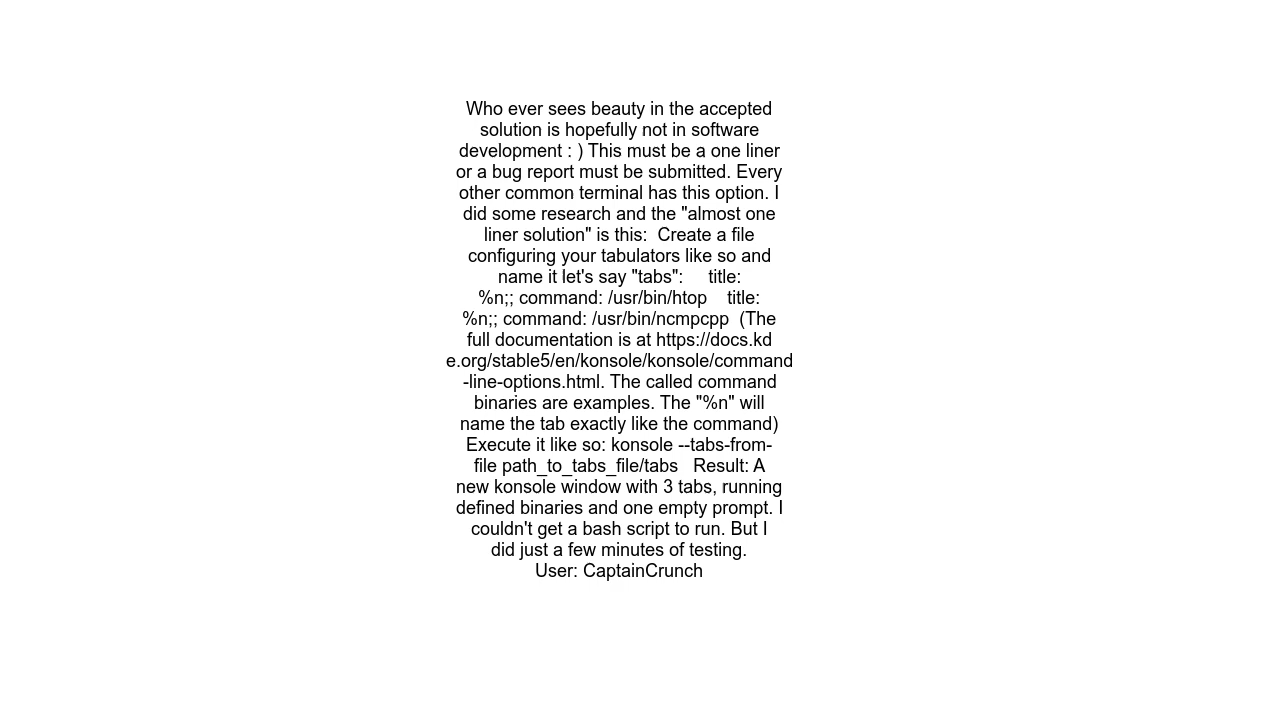 Who ever sees beauty in the accepted
solution is hopefully not in software
development : ) This must be a one liner
or a bug report must be submitted. Every
other common terminal has this option. I
did some research and the "almost one
liner solution" is this:  Create a file
configuring your tabulators like so and
name it let's say "tabs":     title:
%n;; command: /usr/bin/htop    title:
%n;; command: /usr/bin/ncmpcpp  (The
full documentation is at https://docs.kd
e.org/stable5/en/konsole/konsole/command
-line-options.html. The called command
binaries are examples. The "%n" will
name the tab exactly like the command)
Execute it like so: konsole --tabs-from-
file path_to_tabs_file/tabs   Result: A
new konsole window with 3 tabs, running
defined binaries and one empty prompt. I
couldn't get a bash script to run. But I
did just a few minutes of testing.
User: CaptainCrunch